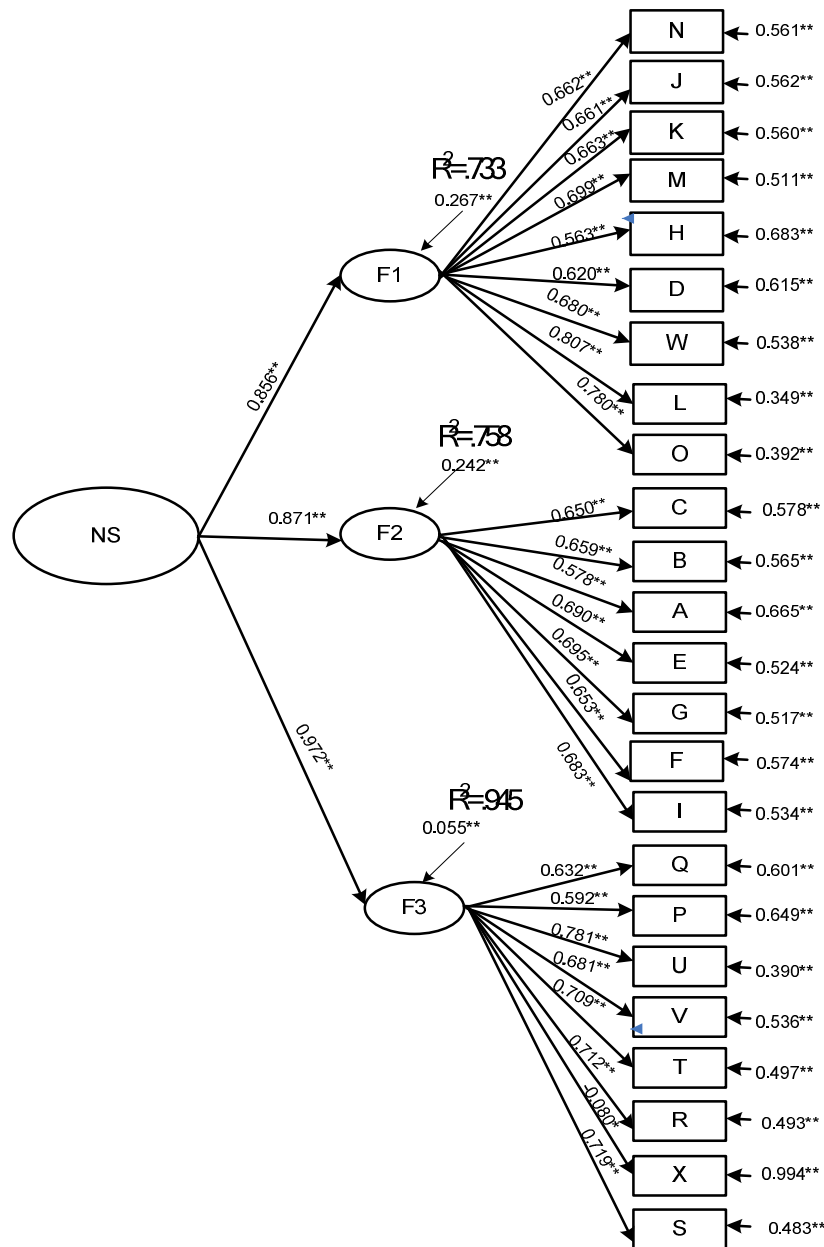 N
0.561**
0.662**
J
0.562**
0.661**
K
0.560**
0.663**
R²=.733
M
0.511**
0.699**
0.267**
H
0.683**
0.563**
F1
D
0.615**
0.620**
W
0.538**
0.680**
L
0.349**
0.807**
0.856**
O
0.392**
0.780**
R²=.758
0.242**
C
0.578**
0.650**
NS
0.871**
F2
B
0.565**
0.659**
A
0.665**
0.578**
E
0.524**
0.690**
G
0.517**
0.695**
F
0.574**
0.653**
I
0.534**
0.683**
0.972**
R²=.945
0.055**
Q
0.601**
0.632**
F3
P
0.649**
0.592**
U
0.390**
0.781**
V
0.536**
0.681**
T
0.497**
0.709**
R
0.493**
0.712**
X
0.994**
-0.080*
S
0.483**
0.719**